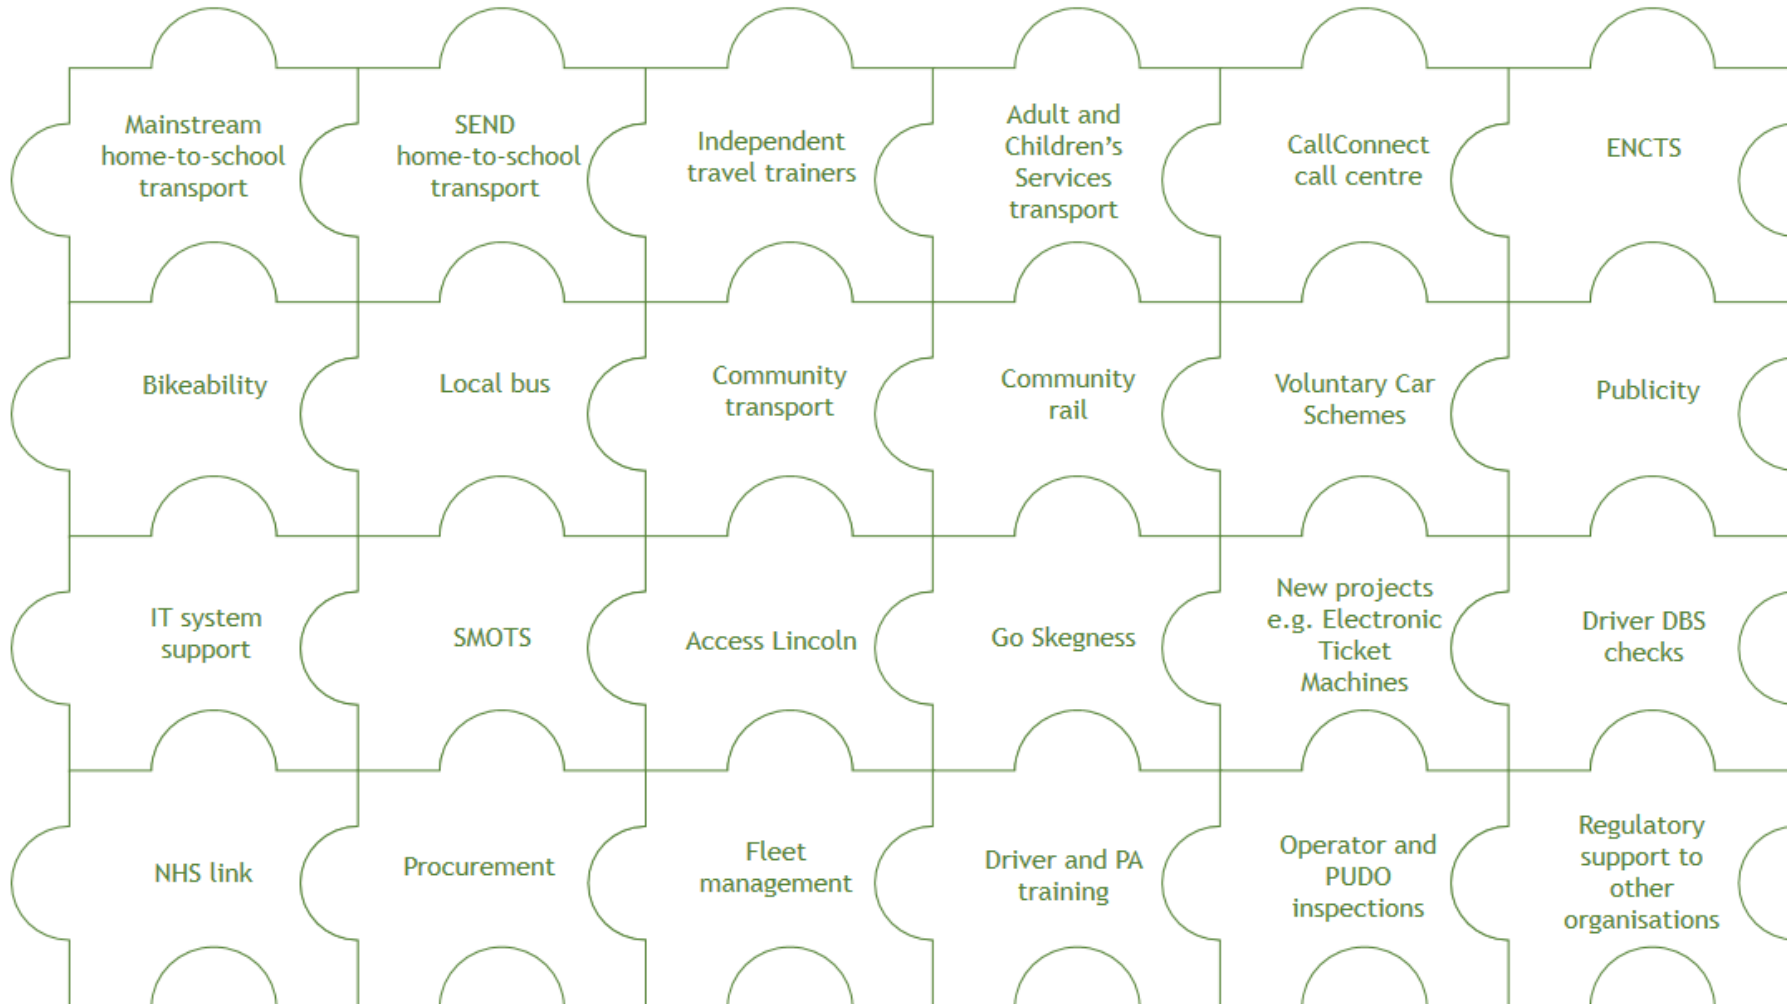 Mainstream
home-to-school
transport
SEND
home-to-school
transport
Independent
travel trainers
Adult and
Children’s
Services
transport
CallConnect
call centre
ENCTS
Bikeability
Local bus
Community
transport
Community
rail
Voluntary Car
Schemes
Publicity
IT system
support
SMOTS
Access Lincoln
Go Skegness
New projects
e.g. Electronic
Ticket
Machines
Driver DBS
checks
NHS link
Procurement
Fleet
management
Driver and PA
training
Operator and
PUDO
inspections
Regulatory
support to
other
organisations